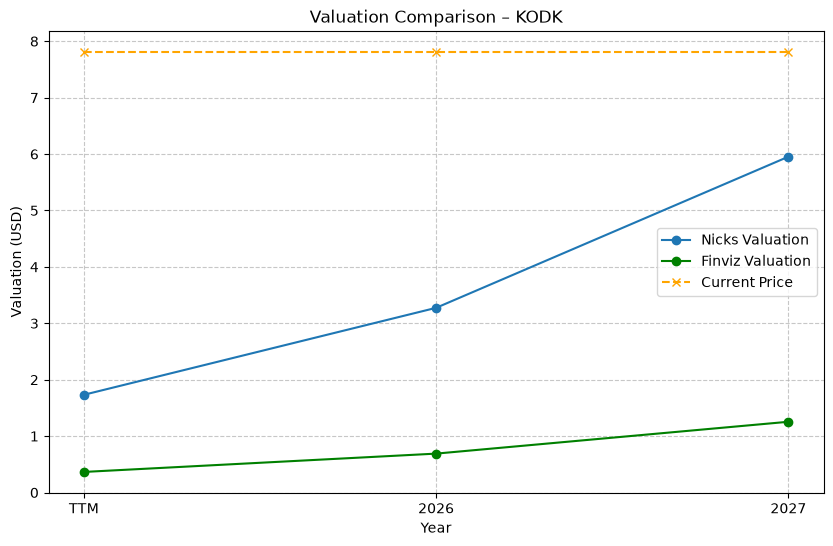 Valuation Comparison – KODK
Valuation (USD)
8
7
6
5
4
3
2
1
0
Nicks Valuation
Finviz Valuation
Current Price
TTM 2026 2027
Year